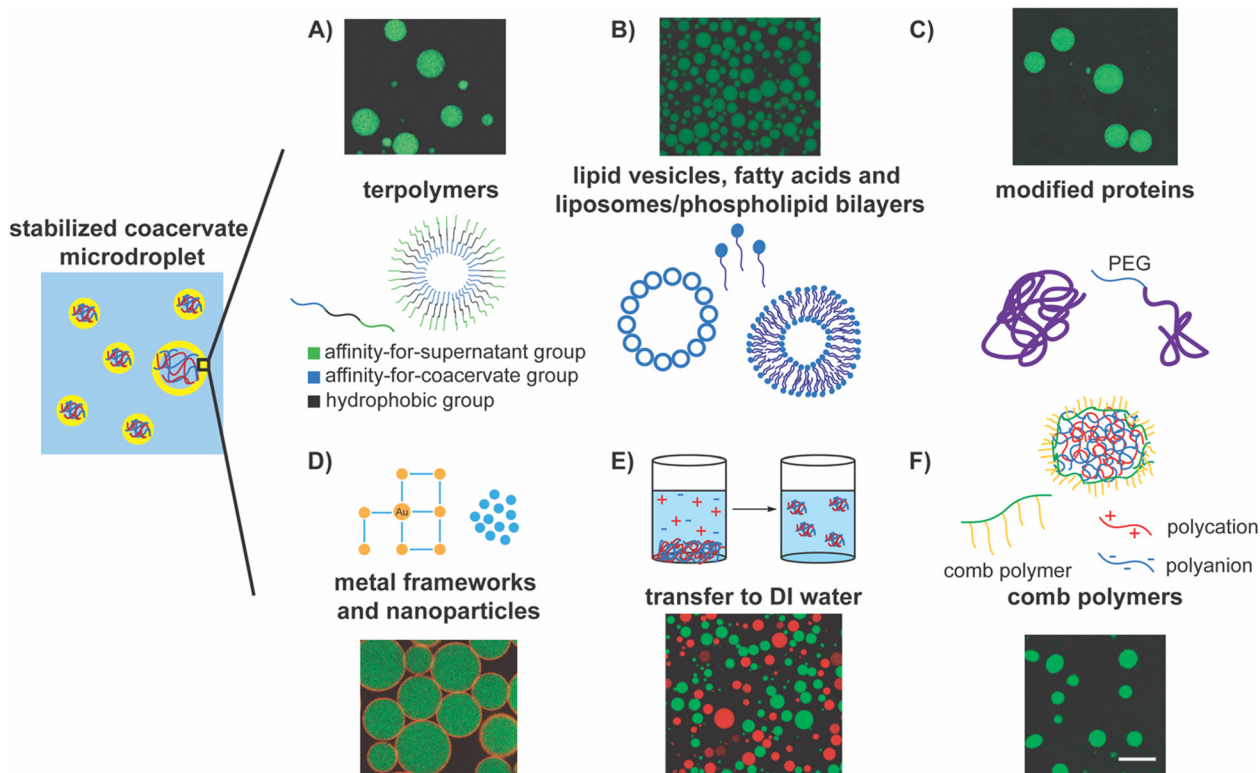 stabilized coacervate
microdroplet
A)
terpolymers
affinity-for-supernatant group
affinity-for-coacervate group
hydrophobic group
B)
lipid vesicles, fatty acids and
liposomes/phospholipid bilayers
C)
modified proteins
PEG
D)
Au
metal frameworks
and nanoparticles
E)
+ - + - + - + -
transfer to DI water
F)
comb polymer
+ +
polycation
- - - -
polyanion
comb polymers